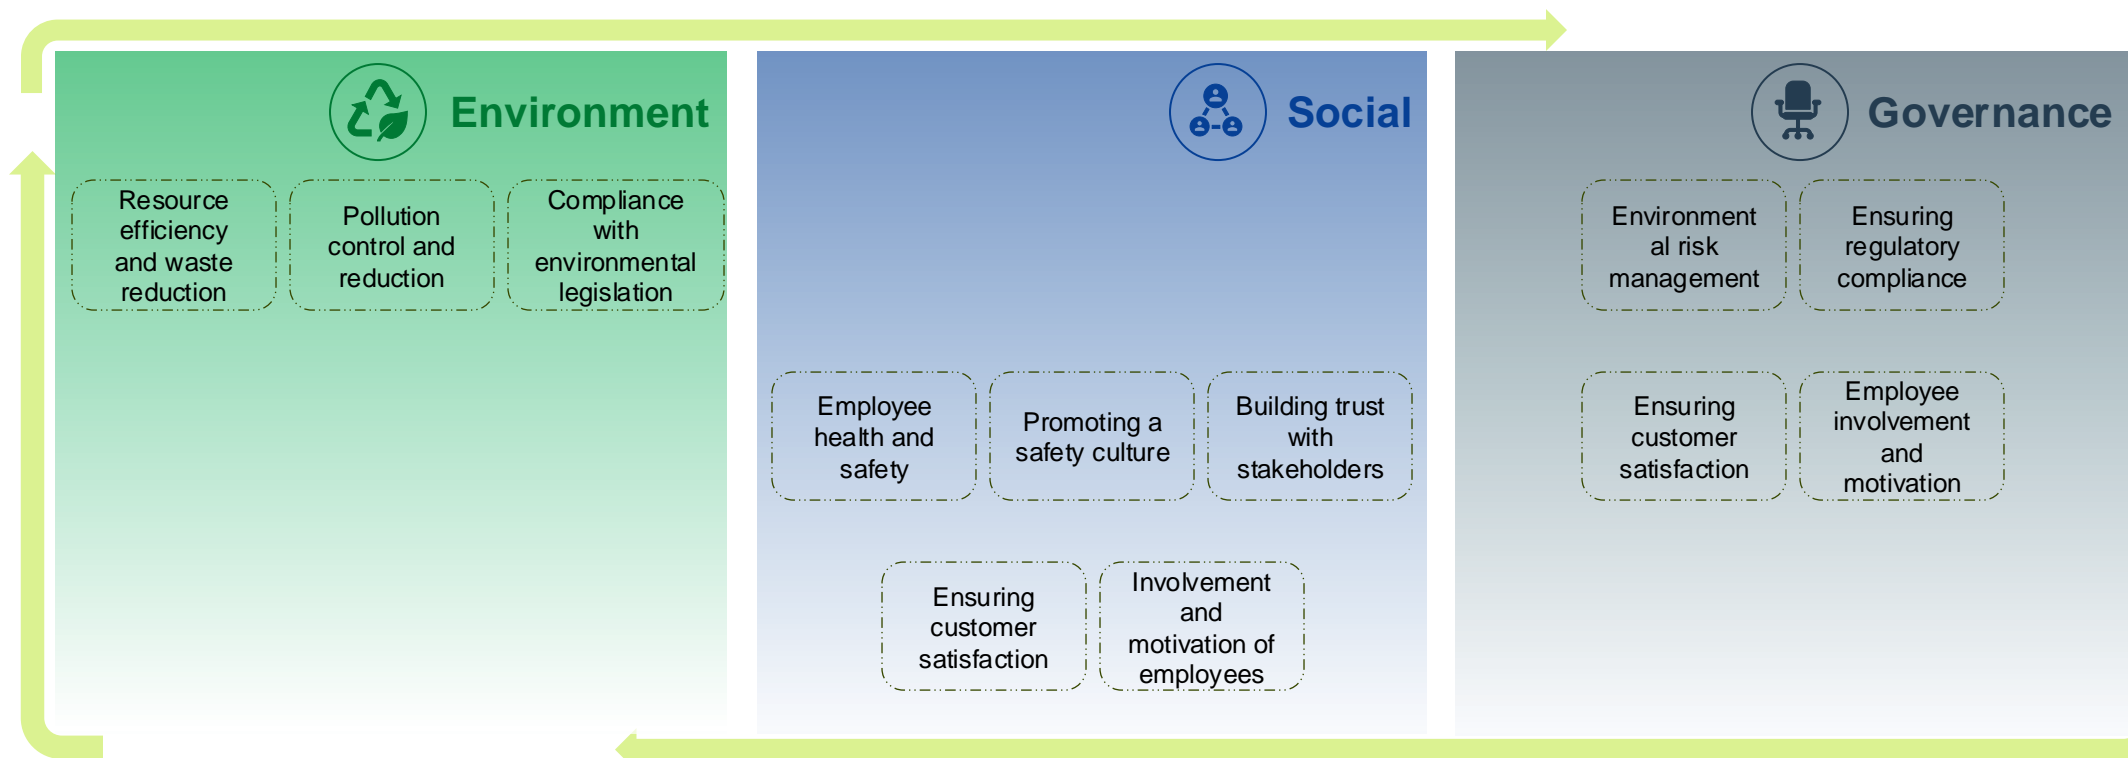 Environment
Resource
efficiency
and waste
reduction
Pollution
control and
reduction
Compliance
with
environmental
legislation
Social
Employee
health and
safety
Promoting a
safety culture
Building trust
with
stakeholders
Ensuring
customer
satisfaction
Involvement
and
motivation of
employees
Governance
Environment
al risk
management
Ensuring
regulatory
compliance
Ensuring
customer
satisfaction
Employee
involvement
and
motivation